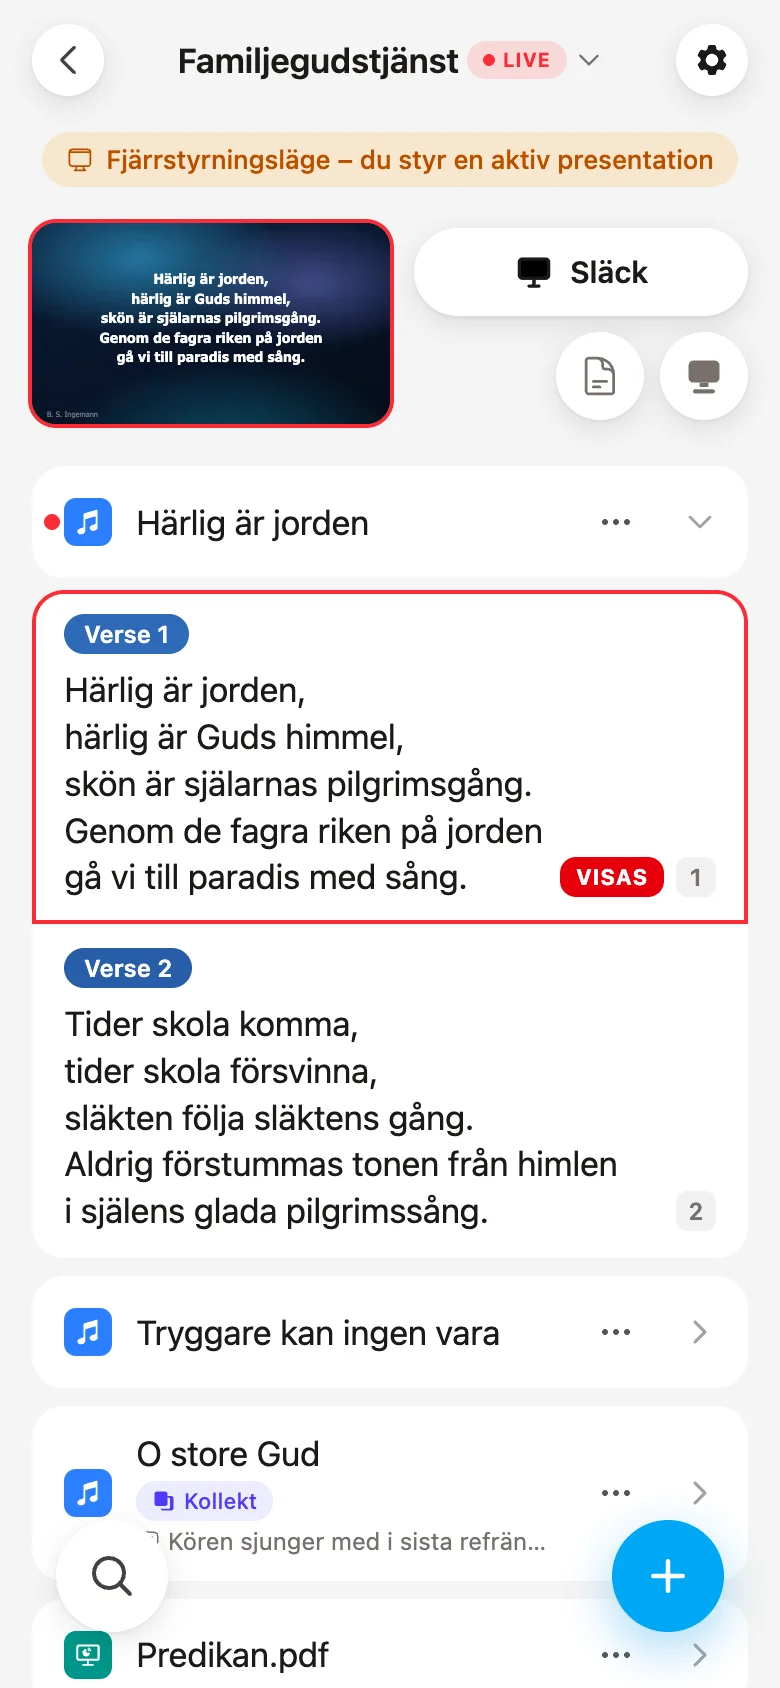 Familjegudstjänst LIVE
Fjärrstyrningsläge – du styr en aktiv presentation
Härlig är jorden,
härlig är Guds himmel,
skön är själarnas pilgrimsgång.
Genom de fagra riken på jorden
gå vi till paradis med sång.
B. S. Ingemann
Släck
Härlig är jorden
Verse 1
Härlig är jorden,
härlig är Guds himmel,
skön är själarnas pilgrimsgång.
Genom de fagra riken på jorden
gå vi till paradis med sång.
VISAS 1
Verse 2
Tider skola komma,
tider skola försvinna,
släkten följa släktens gång.
Aldrig förstummas tonen från himlen
i själens glada pilgrimssång.
2
Tryggare kan ingen vara
O store Gud
Kollekt
Kören sjunger med i sista refrän...
Predikan.pdf